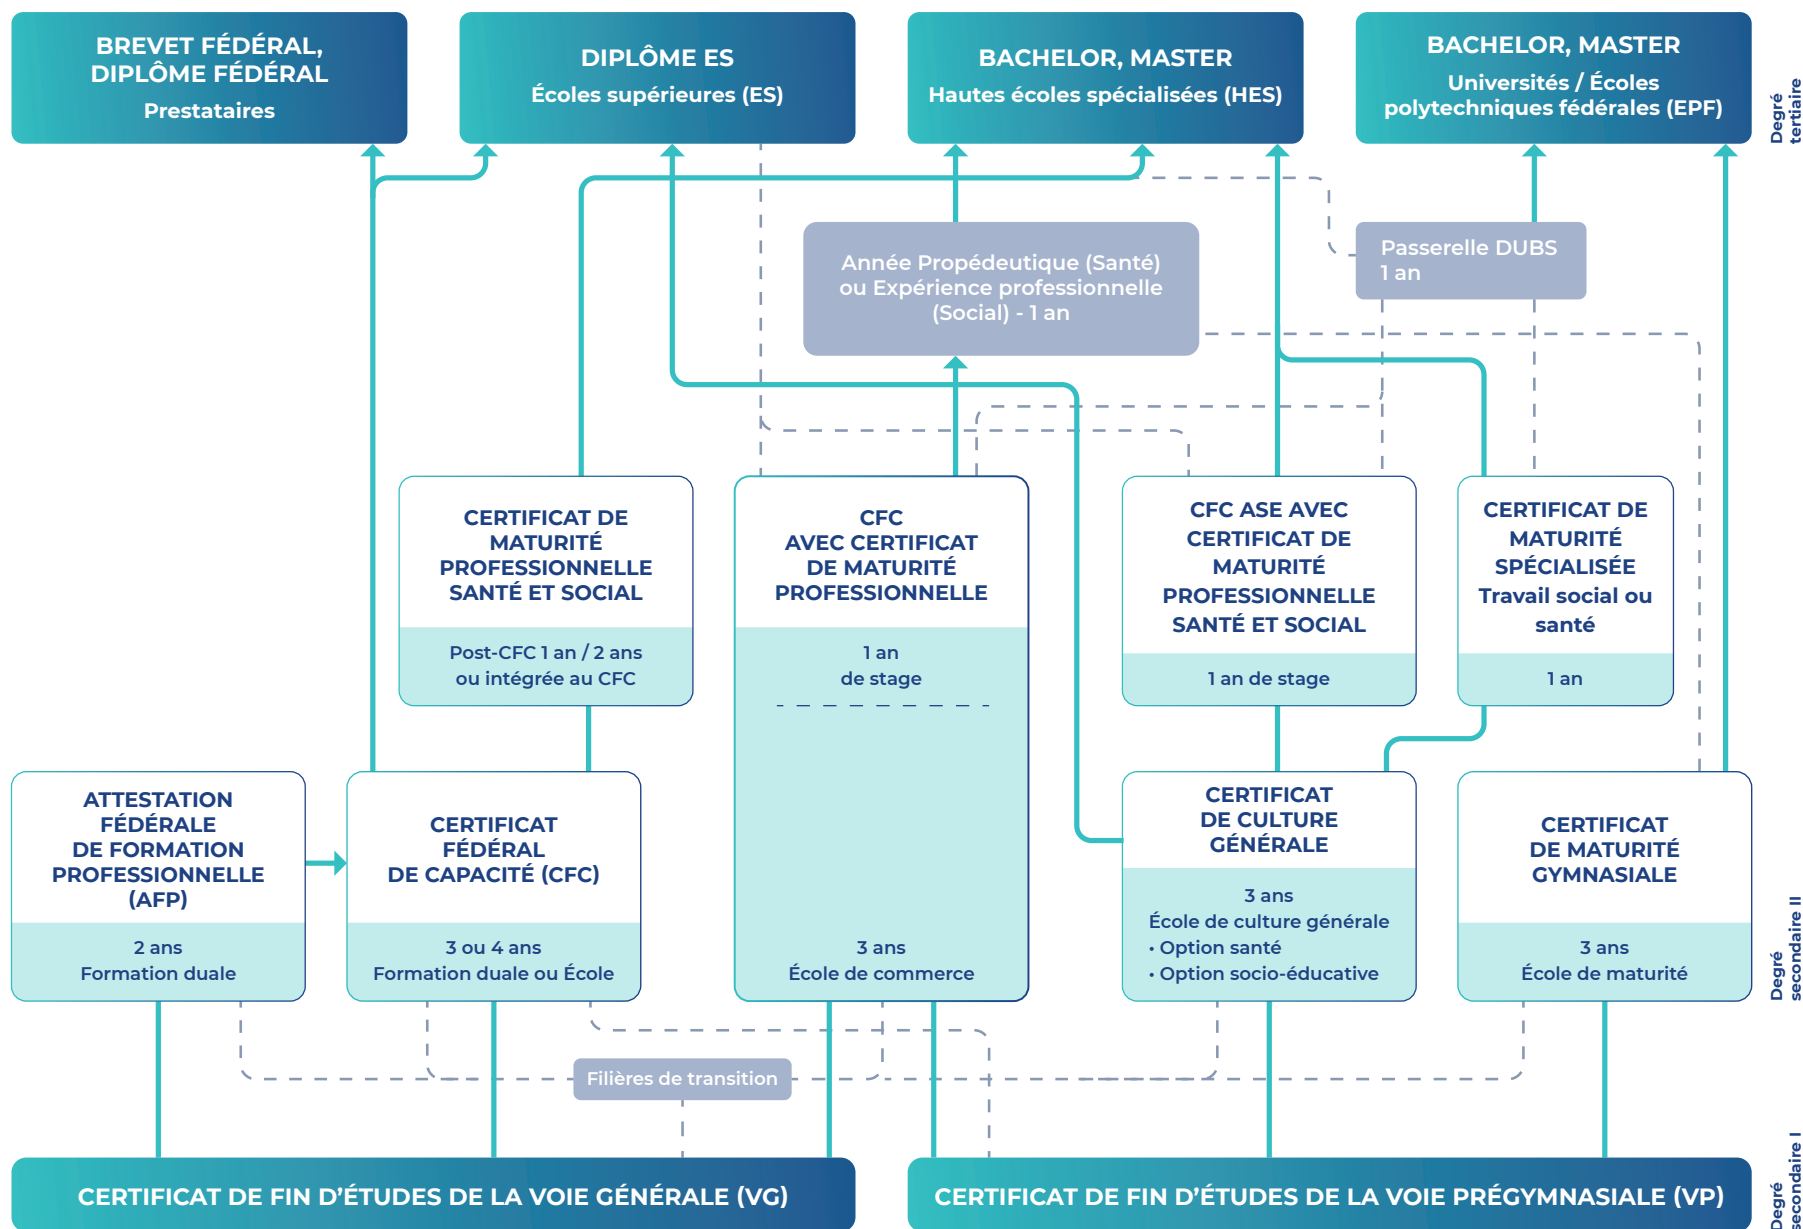 BREVET FÉDÉRAL,
DIPLÔME FÉDÉRAL
Prestataires
DIPLÔME ES
Écoles supérieures (ES)
BACHELOR, MASTER
Hautes écoles spécialisées (HES)
BACHELOR, MASTER
Universités / Écoles
polytechniques fédérales (EPF)
Degré
tertiaire
Année Propédeutique (Santé)
ou Expérience professionnelle
(Social) - 1 an
Passerelle DUBS
1 an
CERTIFICAT DE
MATURITÉ
PROFESSIONNELLE
SANTÉ ET SOCIAL
Post-CFC 1 an / 2 ans
ou intégrée au CFC
CFC
AVEC CERTIFICAT
DE MATURITÉ
PROFESSIONNELLE
1 an
de stage
3 ans
École de commerce
CFC ASE AVEC
CERTIFICAT DE
MATURITÉ
PROFESSIONNELLE
SANTÉ ET SOCIAL
1 an de stage
CERTIFICAT DE
MATURITÉ
SPÉCIALISÉE
Travail social ou
santé
1 an
ATTESTATION
FÉDÉRALE
DE FORMATION
PROFESSIONNELLE
(AFP)
2 ans
Formation duale
CERTIFICAT
FÉDÉRAL
DE CAPACITÉ (CFC)
3 ou 4 ans
Formation duale ou École
CERTIFICAT
DE CULTURE
GÉNÉRALE
3 ans
École de culture générale
• Option santé
• Option socio-éducative
CERTIFICAT
DE MATURITÉ
GYMNASIALE
3 ans
École de maturité
Degré
secondaire II
Filières de transition
CERTIFICAT DE FIN D'ÉTUDES DE LA VOIE GÉNÉRALE (VG)
CERTIFICAT DE FIN D'ÉTUDES DE LA VOIE PRÉGYMNASIALE (VP)
Degré
secondaire I